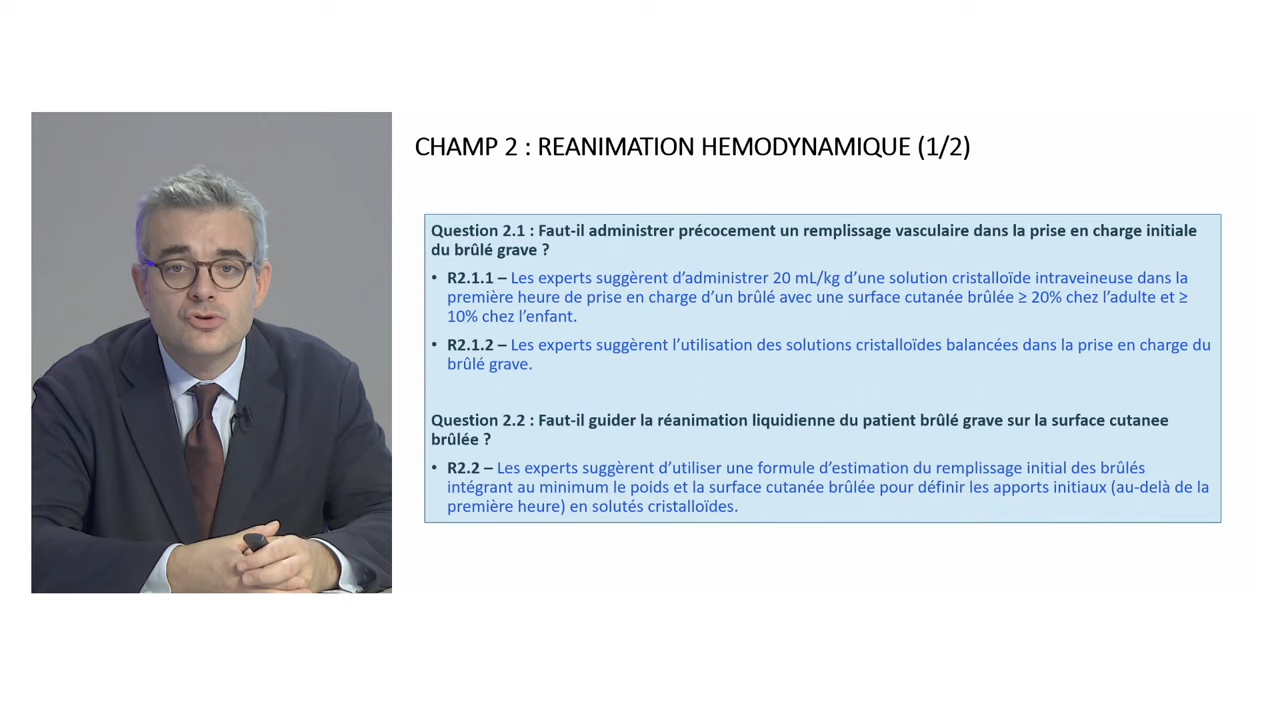 CHAMP 2 : REANIMATION HEMODYNAMIQUE (1/2)
Question 2.1 : Faut-il administrer précocement un remplissage vasculaire dans la prise en charge initiale
du brûlé grave ?
• R2.1.1 – Les experts suggèrent d’administrer 20 mL/kg d’une solution cristalloïde intraveineuse dans la
première heure de prise en charge d’un brûlé avec une surface cutanée brûlée ≥ 20% chez l’adulte et ≥
10% chez l’enfant.
• R2.1.2 – Les experts suggèrent l’utilisation des solutions cristalloïdes balancées dans la prise en charge du
brûlé grave.
Question 2.2 : Faut-il guider la réanimation liquidienne du patient brûlé grave sur la surface cutanee
brûlée ?
• R2.2 – Les experts suggèrent d’utiliser une formule d’estimation du remplissage initial des brûlés
intégrant au minimum le poids et la surface cutanée brûlée pour définir les apports initiaux (au-delà de la
première heure) en solutés cristalloïdes.